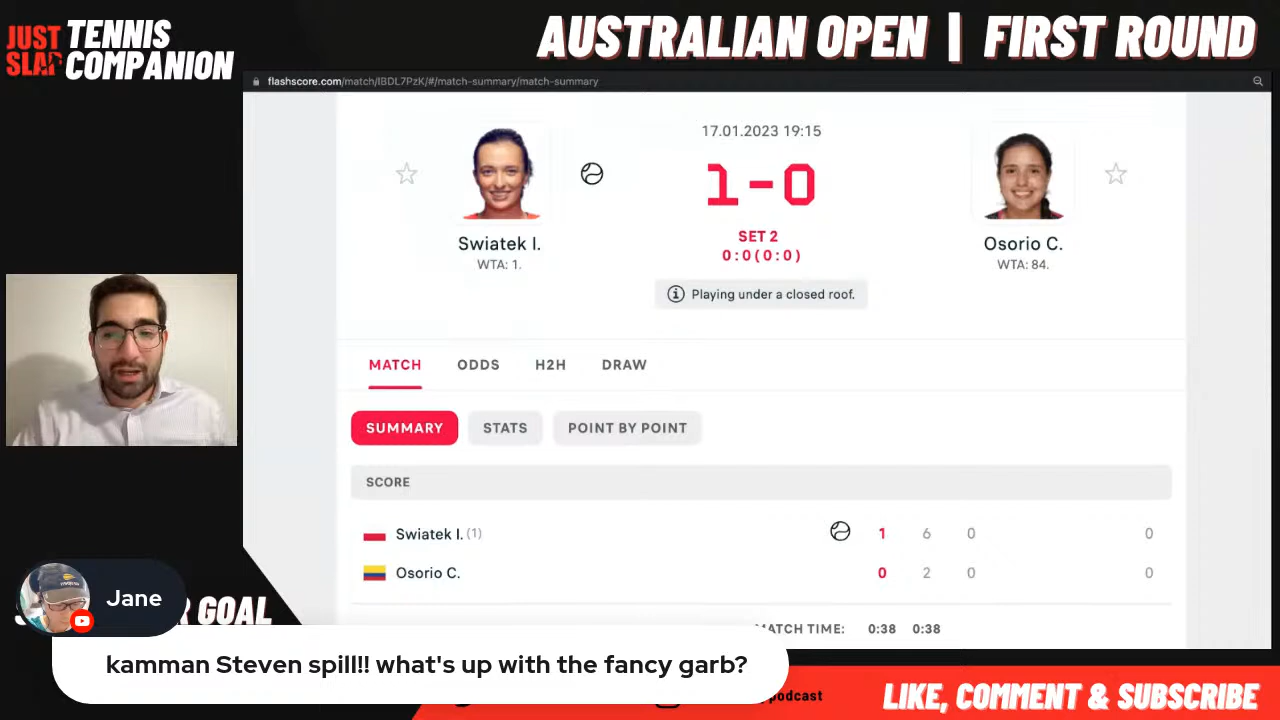 JUST TENNIS
SLAP COMPANION
AUSTRALIAN OPEN | FIRST ROUND
flashscore.com/match/lBDL7PzK/#/match-summary/match-summary
17.01.2023 19:15
1-0
SET 2
0:0(0:0)
Swiatek I.
WTA: 1.
Osorio C.
WTA: 84.
Playing under a closed roof.
MATCH ODDS H2H DRAW
SUMMARY STATS POINT BY POINT
SCORE
Swiatek I. (1) 1 6 0 0
Osorio C. 0 2 0 0
MATCH TIME: 0:38 0:38
Jane
GOAL
kamman Steven spill!! what's up with the fancy garb?
podcast
LIKE, COMMENT & SUBSCRIBE